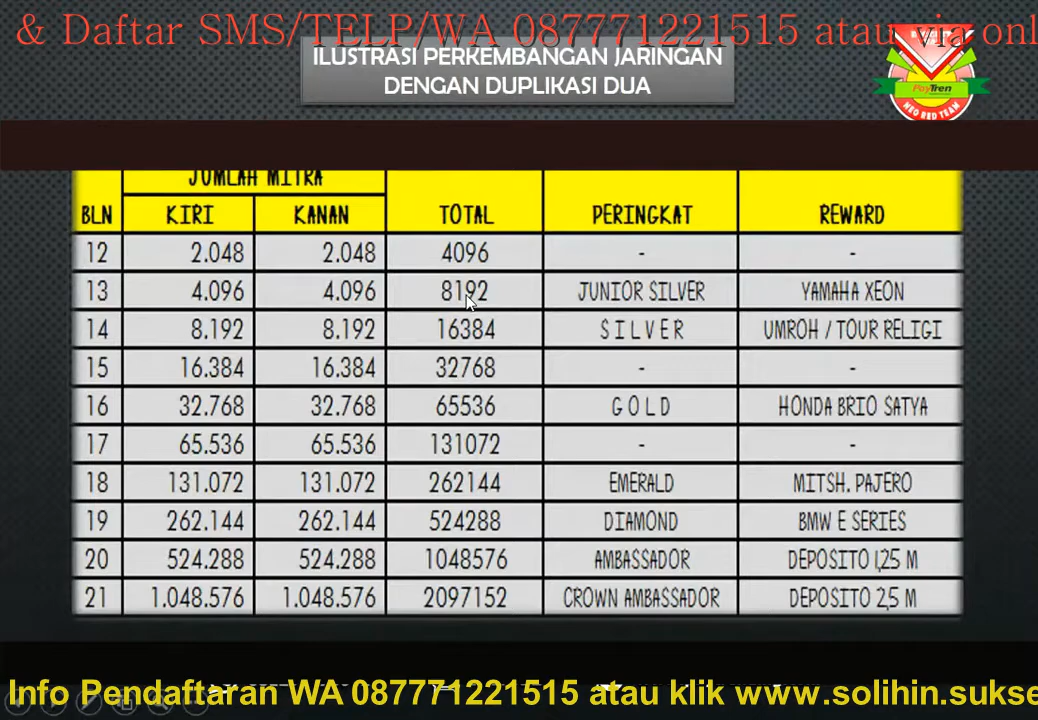 & Daftar SMS/TELP/WA 087771221515 atau via onl
ILUSTRASI PERKEMBANGAN JARINGAN
DENGAN DUPLIKASI DUA
PayTren
NEO RED TEAM
JUMLAH MITRA
BLN KIRI KANAN TOTAL PERINGKAT REWARD
12 2.048 2.048 4096 - -
13 4.096 4.096 8192 JUNIOR SILVER YAMAHA XEON
14 8.192 8.192 16384 S I L V E R UMROH / TOUR RELIGI
15 16.384 16.384 32768 - -
16 32.768 32.768 65536 G O L D HONDA BRIO SATYA
17 65.536 65.536 131072 - -
18 131.072 131.072 262144 EMERALD MITSH. PAJERO
19 262.144 262.144 524288 DIAMOND BMW E SERIES
20 524.288 524.288 1048576 AMBASSADOR DEPOSITO 1,25 M
21 1.048.576 1.048.576 2097152 CROWN AMBASSADOR DEPOSITO 2,5 M
Info Pendaftaran WA 087771221515 atau klik www.solihin.sukse